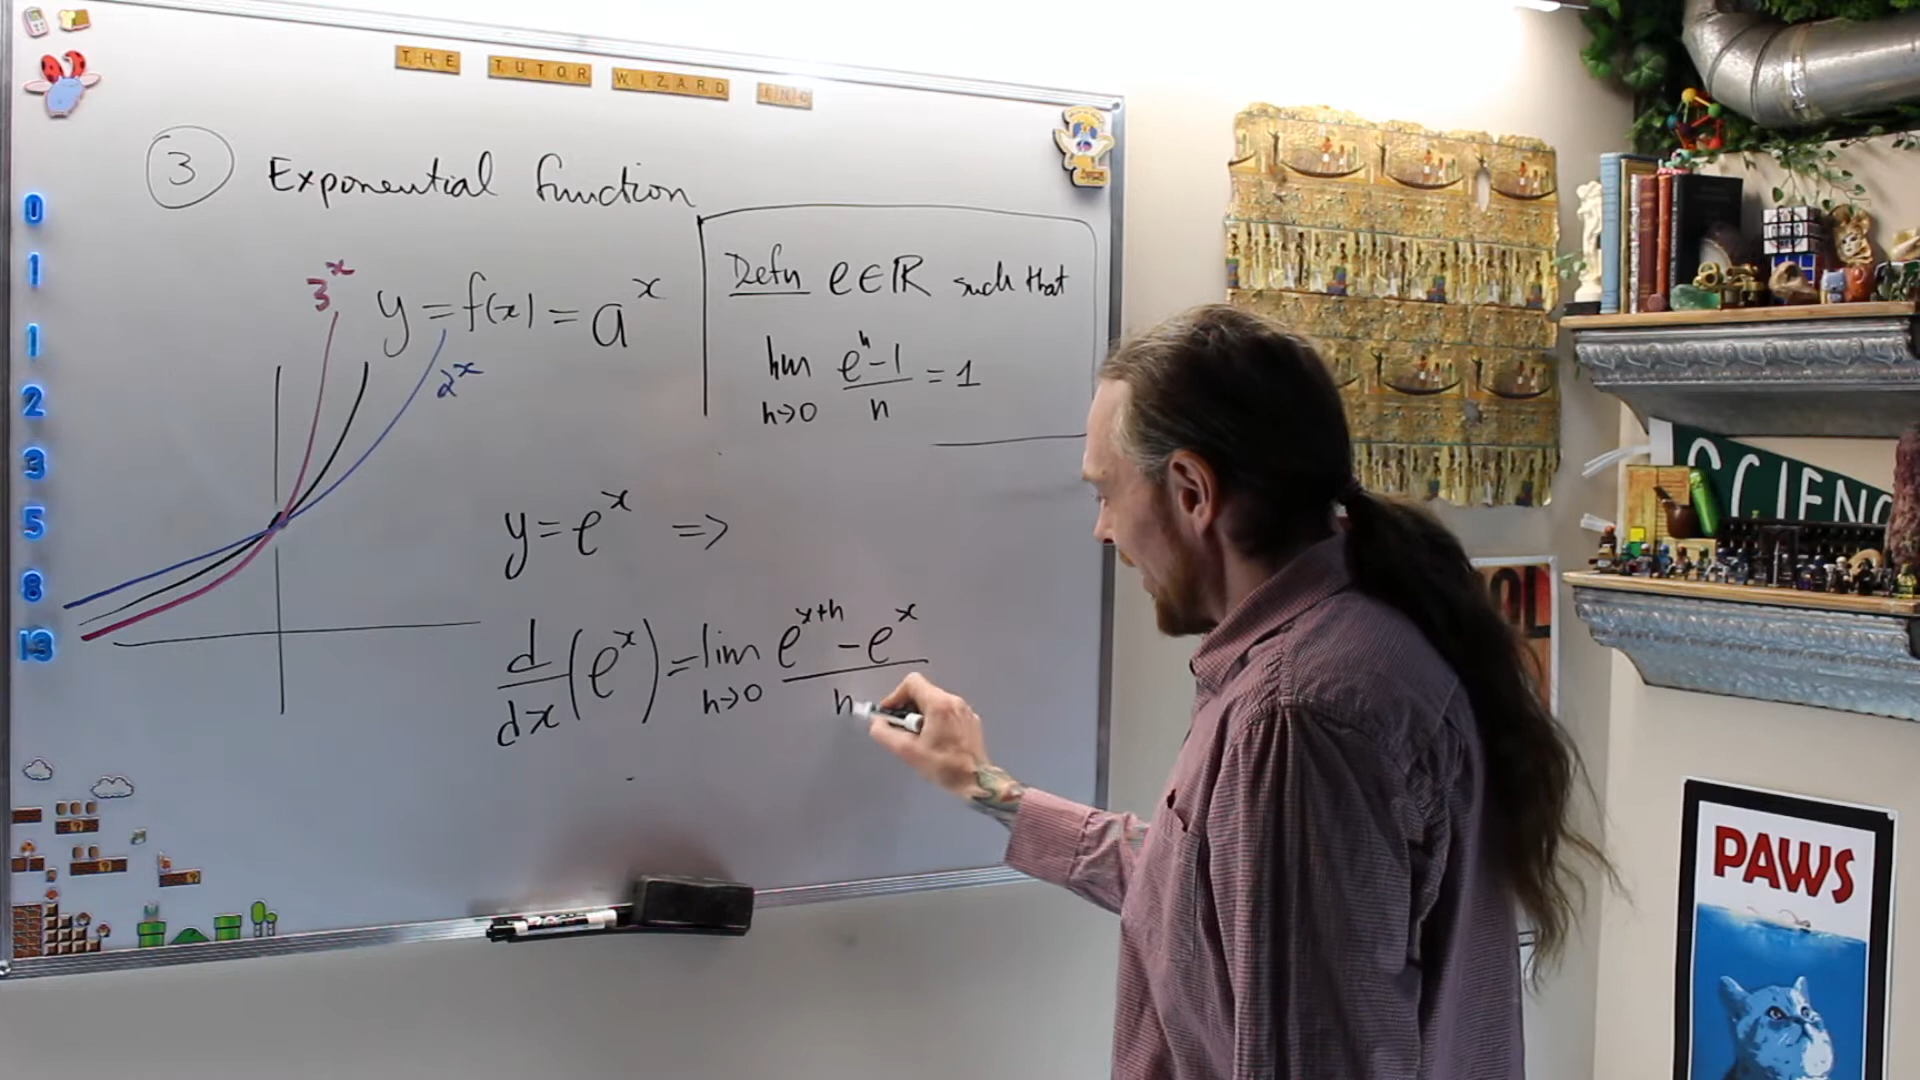 THE TUTOR WIZARD INC
③ Exponential function
3^x
y = f(x) = a^x
2^x
Defn e ∈ ℝ such that
lim h→0 (e^h - 1)/h = 1
y = e^x ⇒
d/dx (e^x) = lim h→0 (e^(x+h) - e^x)/h
0
1
1
2
3
5
8
13
SCIENC
PAWS